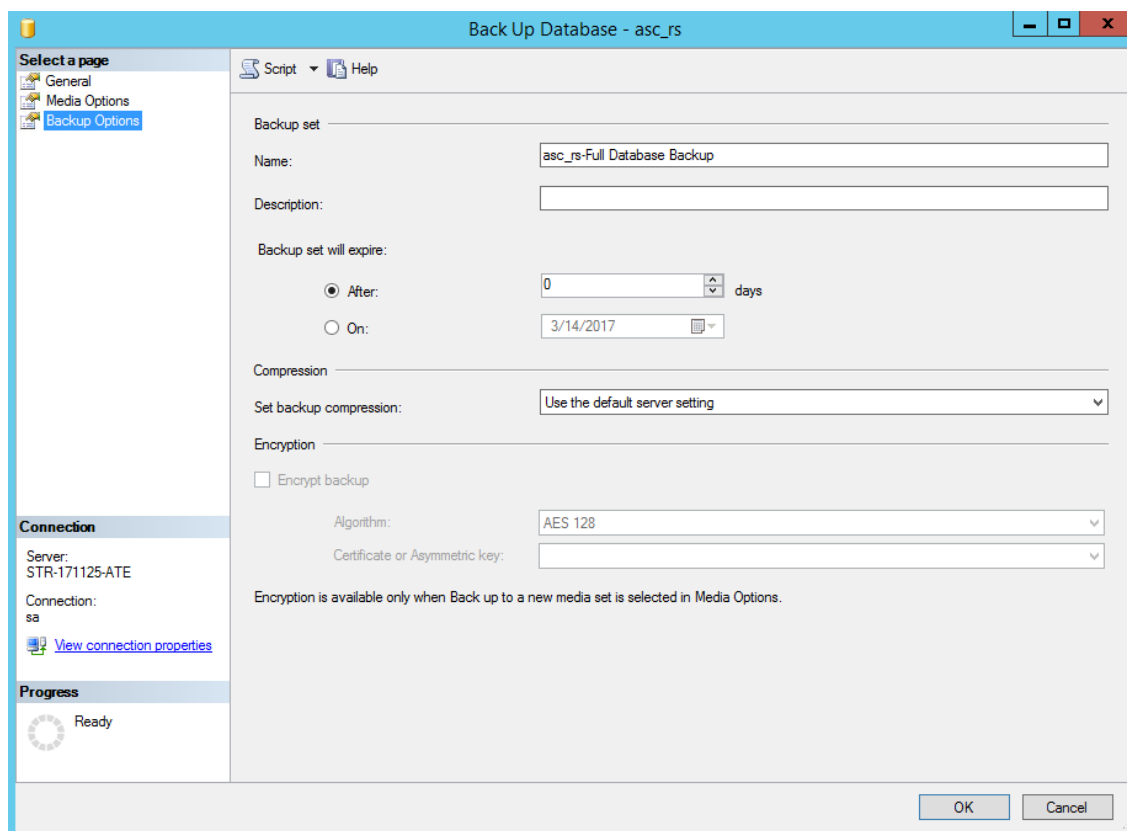 Back Up Database - asc_rs
Select a page
General
Media Options
Backup Options
Script Help
Backup set
Name: asc_rs-Full Database Backup
Description:
Backup set will expire:
After: 0 days
On: 3/14/2017
Compression
Set backup compression: Use the default server setting
Encryption
Encrypt backup
Algorithm: AES 128
Certificate or Asymmetric key:
Encryption is available only when Back up to a new media set is selected in Media Options.
Connection
Server:
STR-171125-ATE
Connection:
sa
View connection properties
Progress
Ready
OK Cancel